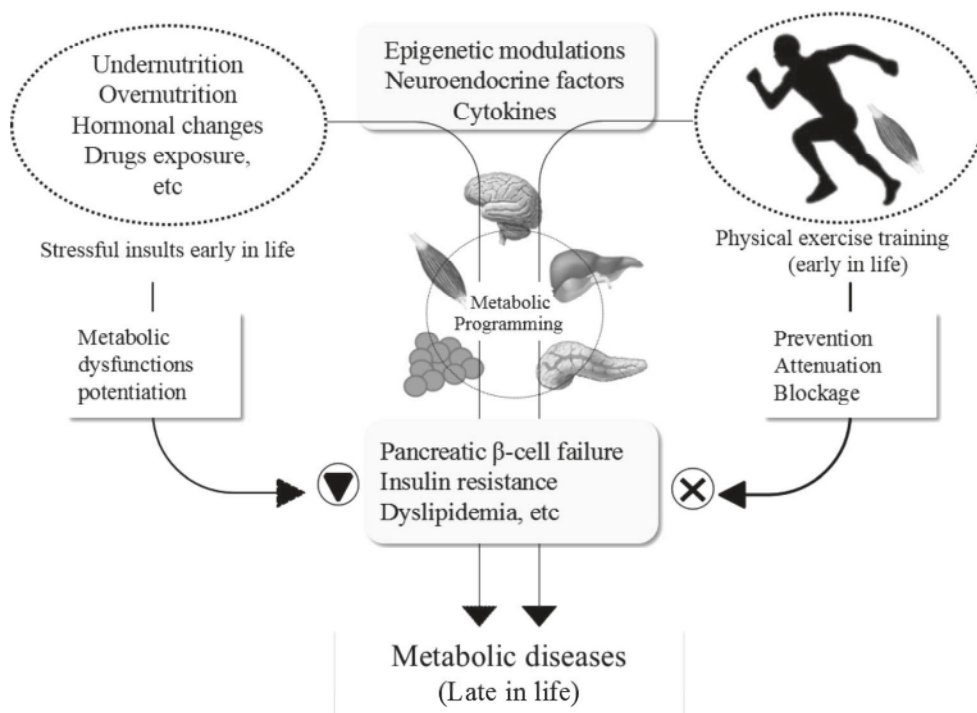 Undernutrition
Overnutrition
Hormonal changes
Drugs exposure,
etc
Stressful insults early in life
Metabolic
dysfunctions
potentiation
Epigenetic modulations
Neuroendocrine factors
Cytokines
Metabolic
Programming
Physical exercise training
(early in life)
Prevention
Attenuation
Blockage
Pancreatic β-cell failure
Insulin resistance
Dyslipidemia, etc
Metabolic diseases
(Late in life)